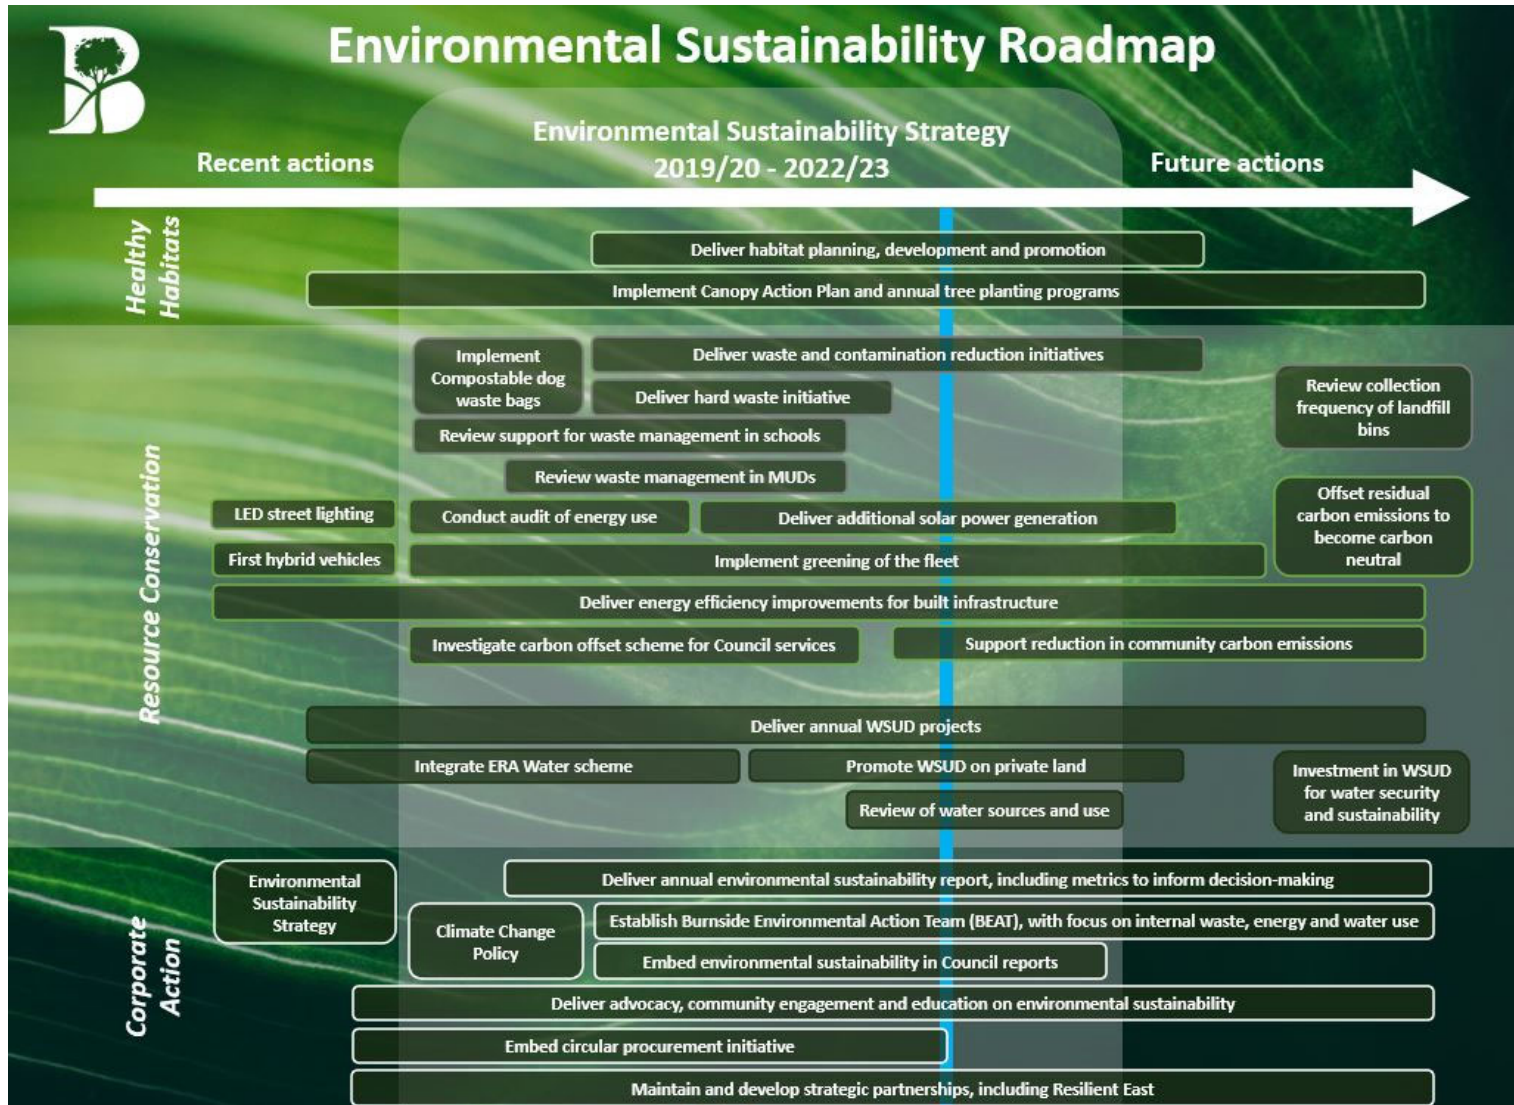 B
Environmental Sustainability Roadmap
Environmental Sustainability Strategy
2019/20 - 2022/23
Recent actions
Future actions
Healthy
Habitats
Deliver habitat planning, development and promotion
Implement Canopy Action Plan and annual tree planting programs
Resource Conservation
Implement
Compostable dog
waste bags
Deliver waste and contamination reduction initiatives
Deliver hard waste initiative
Review collection
frequency of landfill
bins
Review support for waste management in schools
Review waste management in MUDs
LED street lighting
Conduct audit of energy use
Deliver additional solar power generation
Offset residual
carbon emissions to
become carbon
neutral
First hybrid vehicles
Implement greening of the fleet
Deliver energy efficiency improvements for built infrastructure
Investigate carbon offset scheme for Council services
Support reduction in community carbon emissions
Deliver annual WSUD projects
Integrate ERA Water scheme
Promote WSUD on private land
Investment in WSUD
for water security
and sustainability
Review of water sources and use
Corporate
Action
Environmental
Sustainability
Strategy
Deliver annual environmental sustainability report, including metrics to inform decision-making
Climate Change
Policy
Establish Burnside Environmental Action Team (BEAT), with focus on internal waste, energy and water use
Embed environmental sustainability in Council reports
Deliver advocacy, community engagement and education on environmental sustainability
Embed circular procurement initiative
Maintain and develop strategic partnerships, including Resilient East